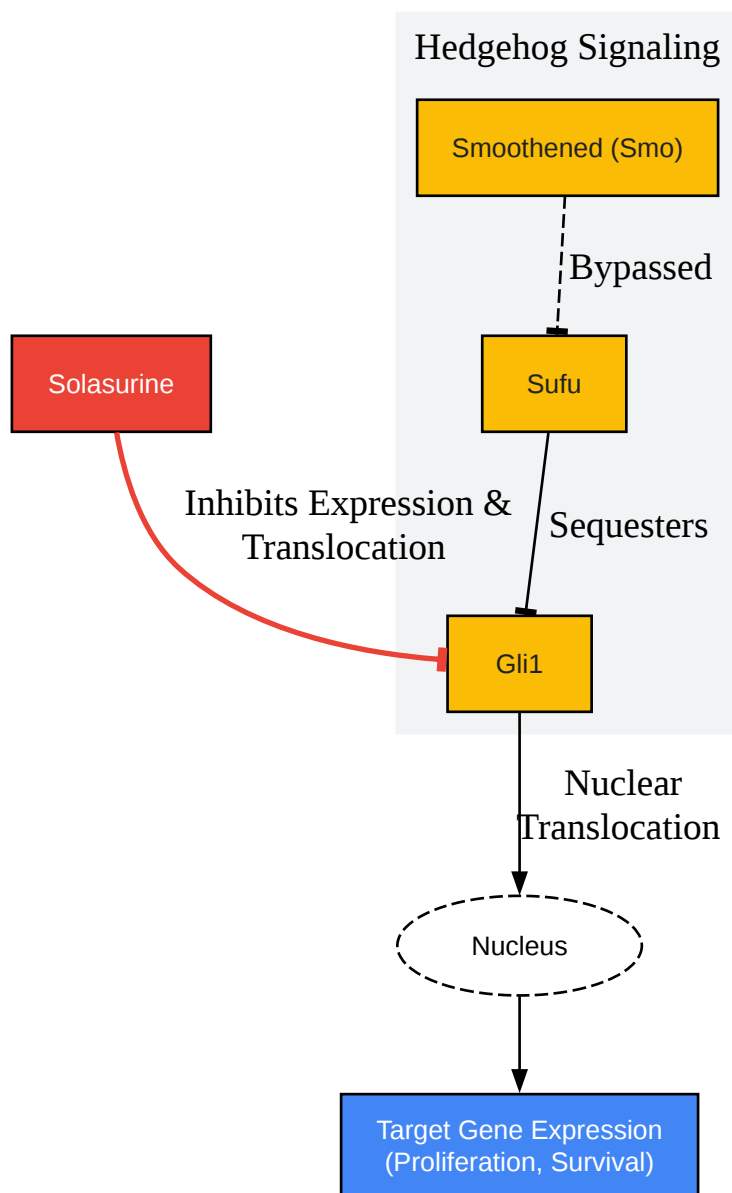 Hedgehog Signaling
Smoothened (Smo)
Bypassed
Solasurine
Sufu
Inhibits Expression &
Translocation
Sequesters
Gli1
Nuclear
Translocation
Nucleus
Target Gene Expression
(Proliferation, Survival)